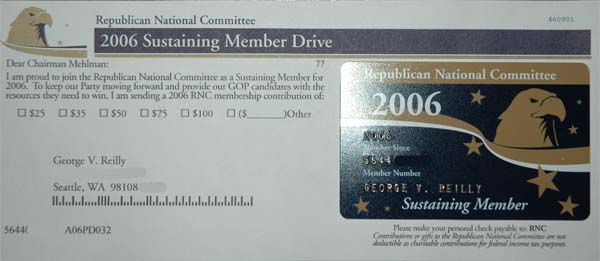 Republican National Committee
460901
2006 Sustaining Member Drive
Dear Chairman Mehlman:
77
I am proud to join the Republican National Committee as a Sustaining Member for
2006. To keep our Party moving forward and provide our GOP candidates with the
resources they need to win, I am sending a 2006 RNC membership contribution of:
☐ $25 ☐ $35 ☐ $50 ☐ $75 ☐ $100 ☐ ($______)Other
George V. Reilly
Seattle, WA 98108
5644
A06PD032
Republican National Committee
2006
2006
Member Since
5644
Member Number
GEORGE V. REILLY
Sustaining Member
Please make your personal check payable to: RNC
Contributions or gifts to the Republican National Committee are not
deductible as charitable contributions for federal income tax purposes.